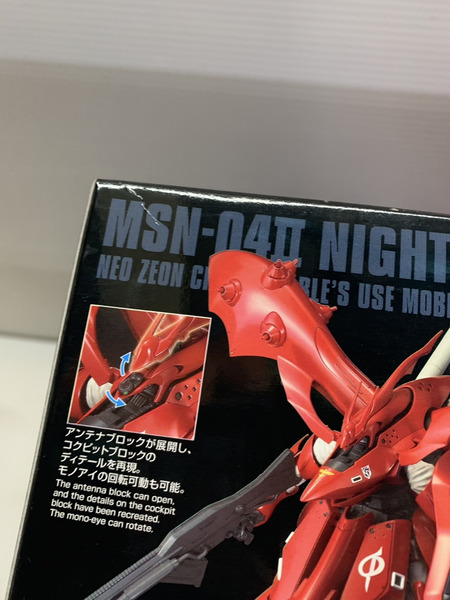 MSN-04II NIGHT
NEO ZEON
BLE'S USE MOBI
アンテナブロックが展開し、
コクピットブロックの
ディテールを再現。
モノアイの回転可動も可能。
The antenna block can open,
and the details on the cockpit
block have been recreated.
The mono-eye can rotate.